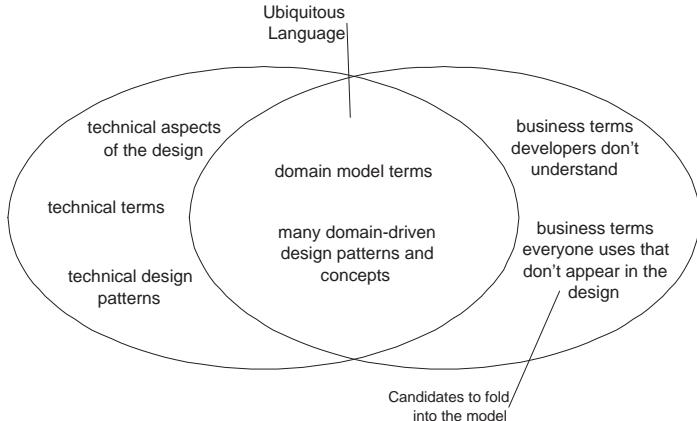 Ubiquitous
Language
technical aspects
of the design
technical terms
technical design
patterns
domain model terms
many domain-driven
design patterns and
concepts
business terms
developers don’t
understand
business terms
everyone uses that
don’t appear in the
design
Candidates to fold
into the model